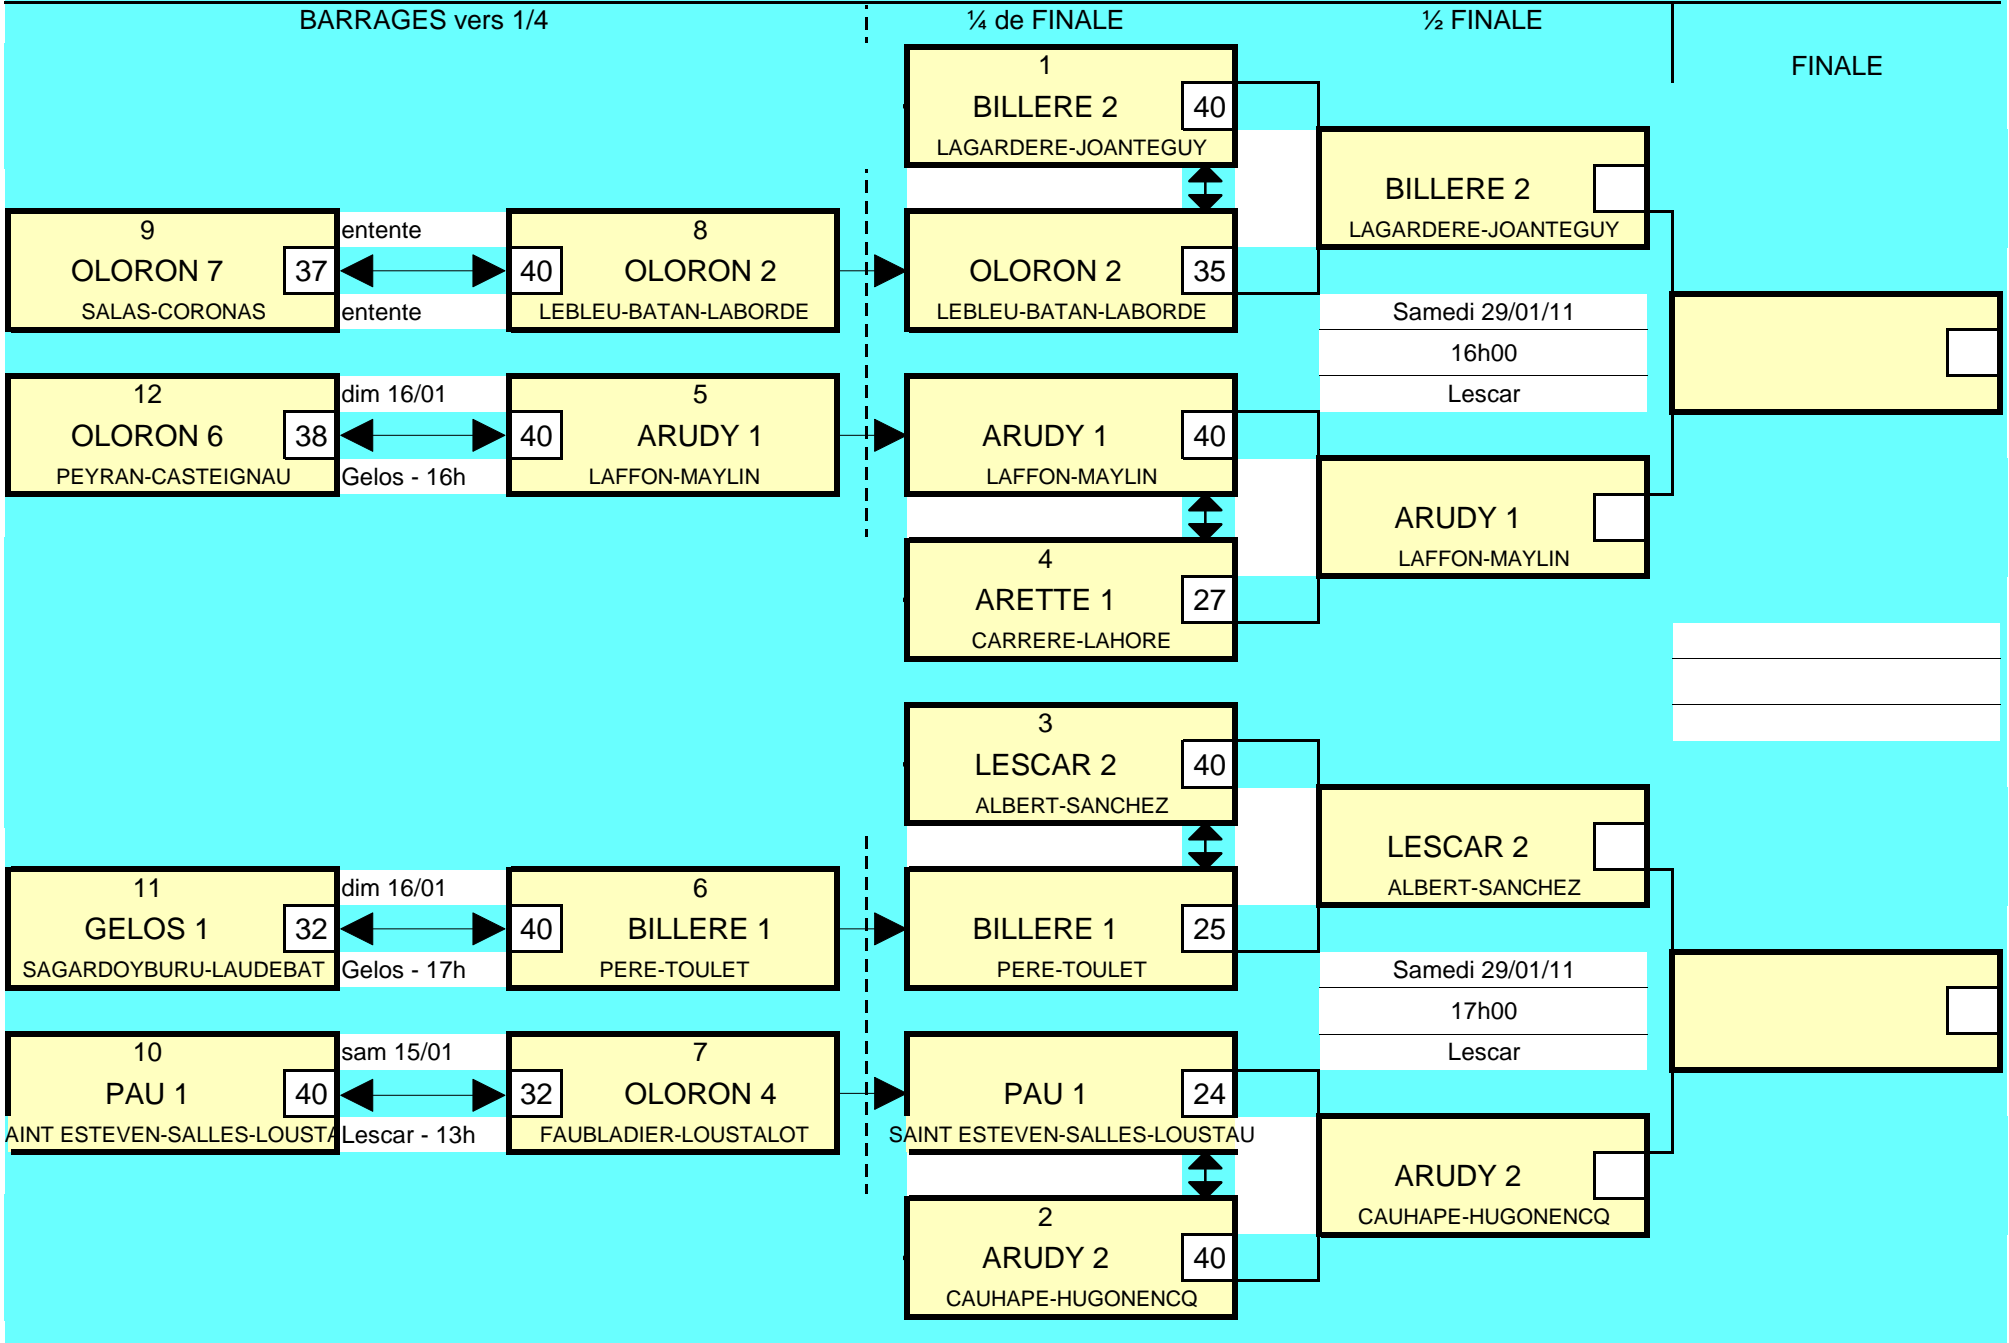 BARRAGES vers 1/4
¼ de FINALE
½ FINALE
FINALE
9
OLORON 7
37
SALAS-CORONAS
entente
entente
8
40
OLORON 2
LEBLEU-BATAN-LABORDE
12
OLORON 6
38
PEYRAN-CASTEIGNAU
dim 16/01
Gelos - 16h
5
40
ARUDY 1
LAFFON-MAYLIN
11
GELOS 1
32
SAGARDOYBURU-LAUDEBAT
dim 16/01
Gelos - 17h
6
40
BILLERE 1
PERE-TOULET
10
PAU 1
40
AINT ESTEVEN-SALLES-LOUSTA
sam 15/01
Lescar - 13h
7
32
OLORON 4
FAUBLADIER-LOUSTALOT
1
BILLERE 2
40
LAGARDERE-JOANTEGUY
OLORON 2
35
LEBLEU-BATAN-LABORDE
ARUDY 1
40
LAFFON-MAYLIN
4
ARETTE 1
27
CARRERE-LAHORE
3
LESCAR 2
40
ALBERT-SANCHEZ
BILLERE 1
25
PERE-TOULET
PAU 1
24
SAINT ESTEVEN-SALLES-LOUSTAU
2
ARUDY 2
40
CAUHAPE-HUGONENCQ
BILLERE 2
LAGARDERE-JOANTEGUY
Samedi 29/01/11
16h00
Lescar
ARUDY 1
LAFFON-MAYLIN
LESCAR 2
ALBERT-SANCHEZ
Samedi 29/01/11
17h00
Lescar
ARUDY 2
CAUHAPE-HUGONENCQ